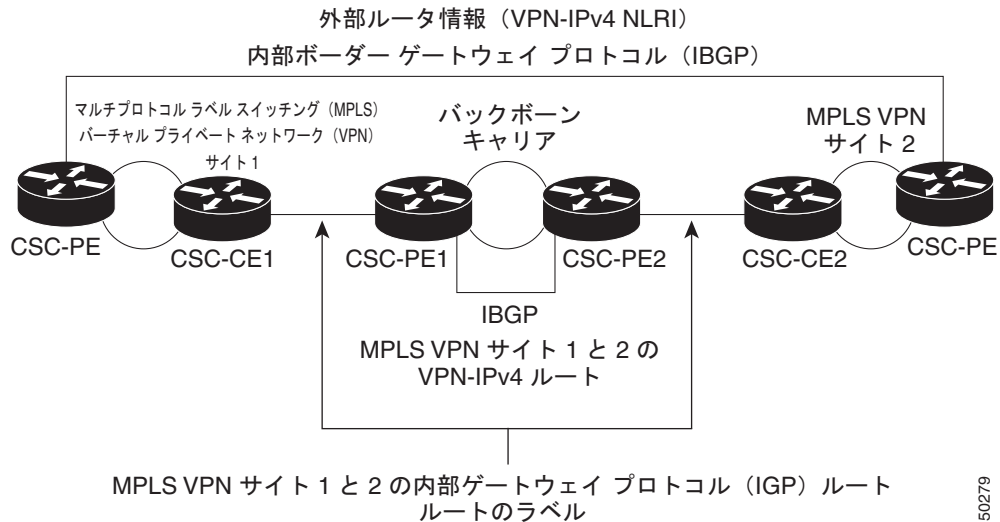 外部ルータ情報（VPN-IPv4 NLRI）
内部ボーダー ゲートウェイ プロトコル（IBGP）
マルチプロトコル ラベル スイッチング（MPLS）
バーチャル プライベート ネットワーク（VPN）
サイト 1
バックボーン
キャリア
MPLS VPN
サイト 2
CSC-PE
CSC-CE1
CSC-PE1
CSC-PE2
CSC-CE2
CSC-PE
IBGP
MPLS VPN サイト 1 と 2 の
VPN-IPv4 ルート
MPLS VPN サイト 1 と 2 の内部ゲートウェイ プロトコル（IGP）ルート
ルートのラベル
50279